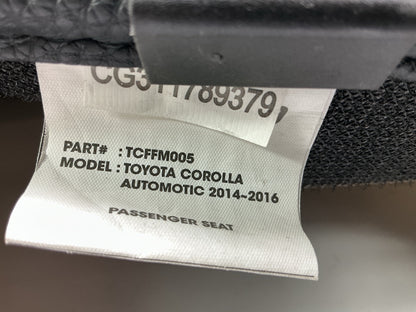 CG311789379,
PART# : TCFFM005
MODEL : TOYOTA COROLLA
AUTOMOTIC 2014~2016
PASSENGER SEAT